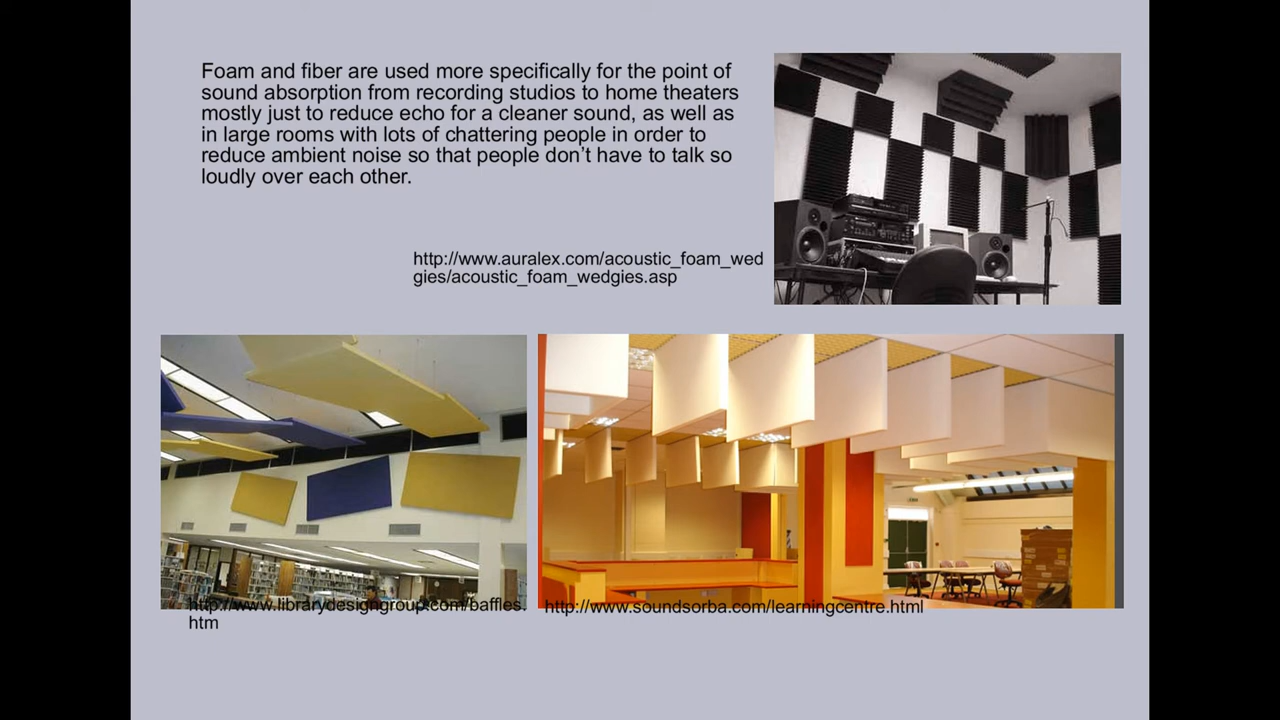 Foam and fiber are used more specifically for the point of
sound absorption from recording studios to home theaters
mostly just to reduce echo for a cleaner sound, as well as
in large rooms with lots of chattering people in order to
reduce ambient noise so that people don’t have to talk so
loudly over each other.
http://www.auralex.com/acoustic_foam_wed
gies/acoustic_foam_wedgies.asp
http://www.librarydesigngroup.com/baffles.
htm
http://www.soundsorba.com/learningcentre.html